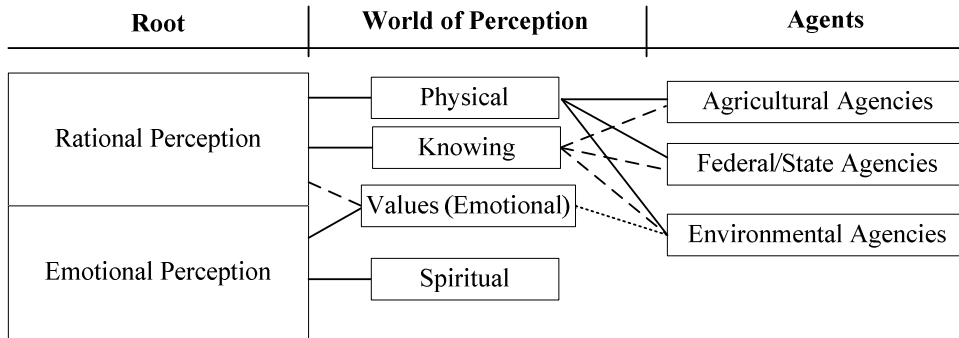 Root
World of Perception
Agents
Rational Perception
Emotional Perception
Physical
Knowing
Values (Emotional)
Spiritual
Agricultural Agencies
Federal/State Agencies
Environmental Agencies